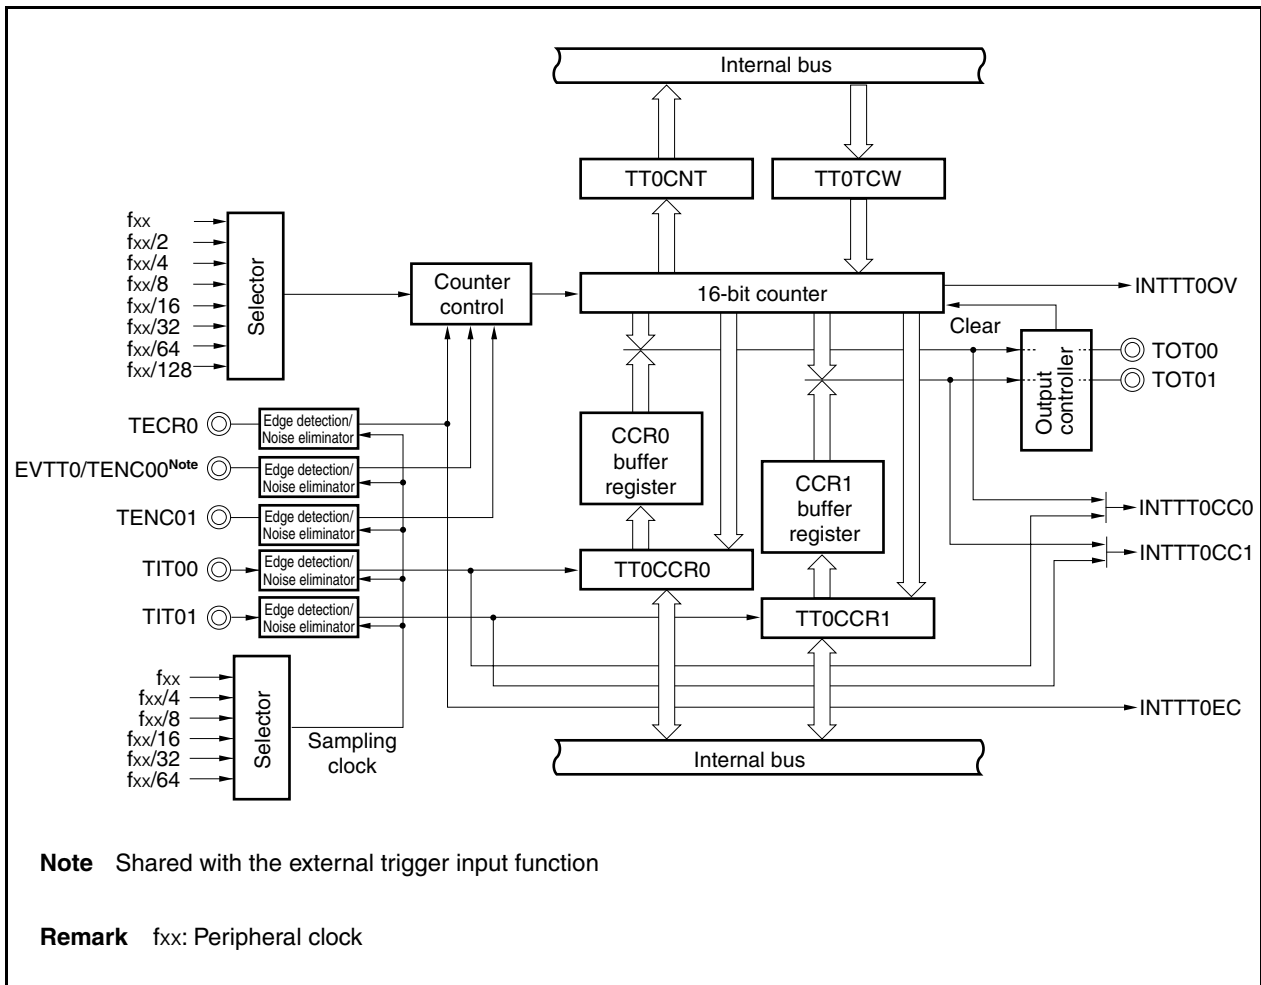 Internal bus
TT0CNT
TT0TCW
fxx
fxx/2
fxx/4
fxx/8
fxx/16
fxx/32
fxx/64
fxx/128
Selector
Counter
control
16-bit counter
INTTT0OV
Clear
TOT00
TOT01
Output
controller
TECR0
Edge detection/
Noise eliminator
EVTT0/TENC00Note
Edge detection/
Noise eliminator
TENC01
Edge detection/
Noise eliminator
TIT00
Edge detection/
Noise eliminator
TIT01
Edge detection/
Noise eliminator
CCR0
buffer
register
CCR1
buffer
register
INTTT0CC0
INTTT0CC1
TT0CCR0
TT0CCR1
fxx
fxx/4
fxx/8
fxx/16
fxx/32
fxx/64
Selector
Sampling
clock
INTTT0EC
Internal bus
Note Shared with the external trigger input function
Remark fxx: Peripheral clock